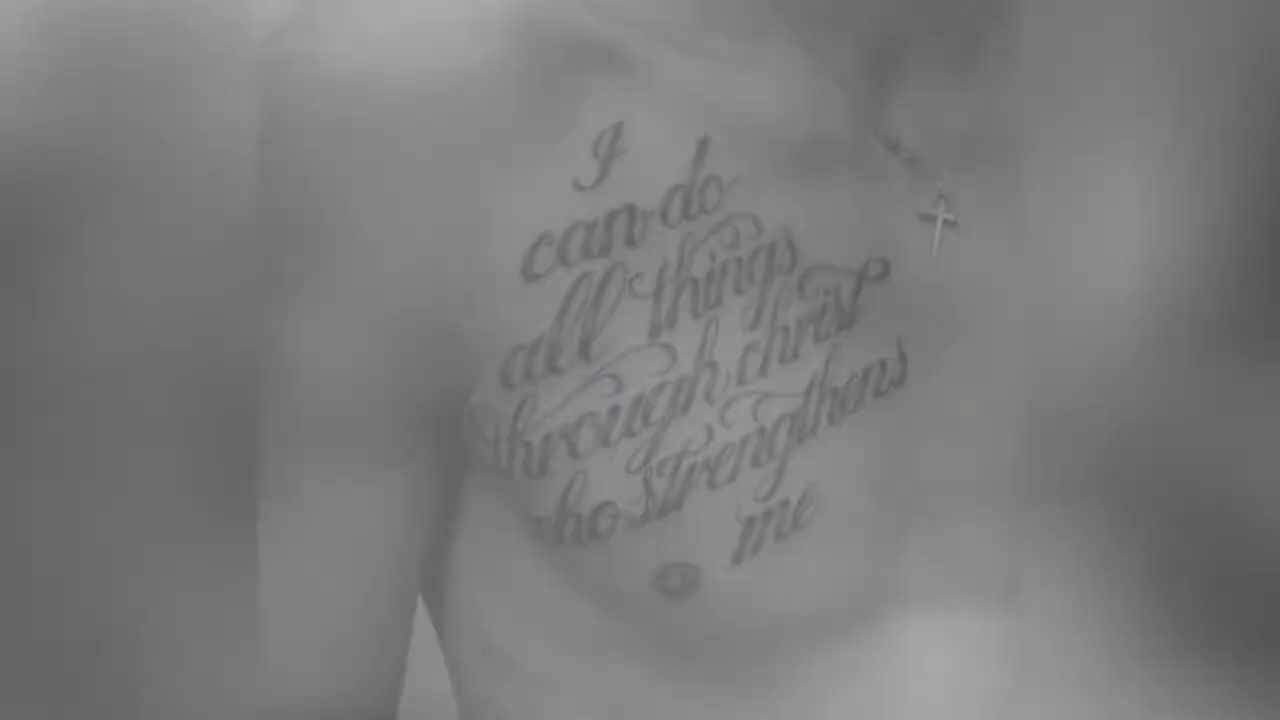 I
can do
all things
through christ
who strengthens
me